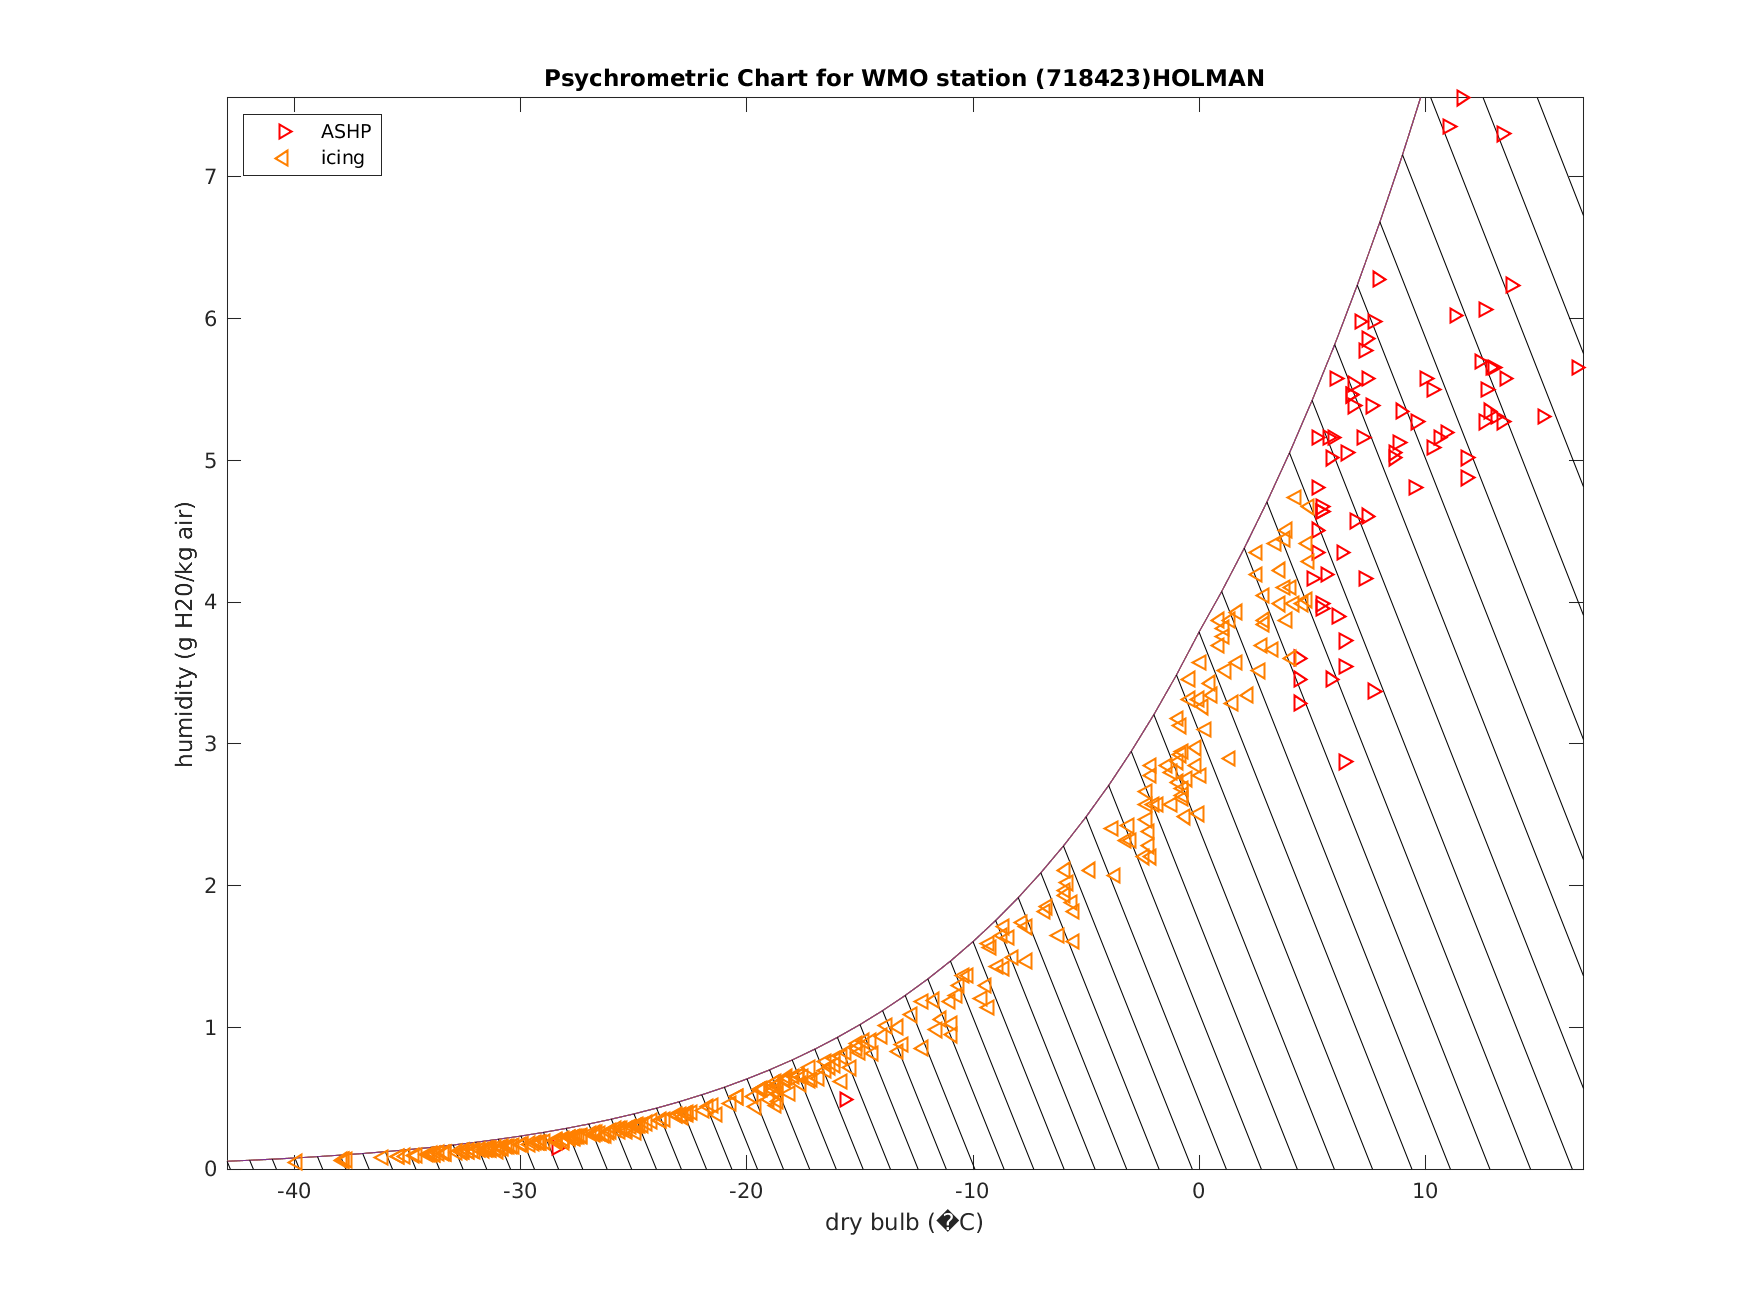 Psychrometric Chart for WMO station (718423)HOLMAN
ASHP
icing
7
6
5
4
3
2
1
0
humidity (g H20/kg air)
-40 -30 -20 -10 0 10
dry bulb (�C)